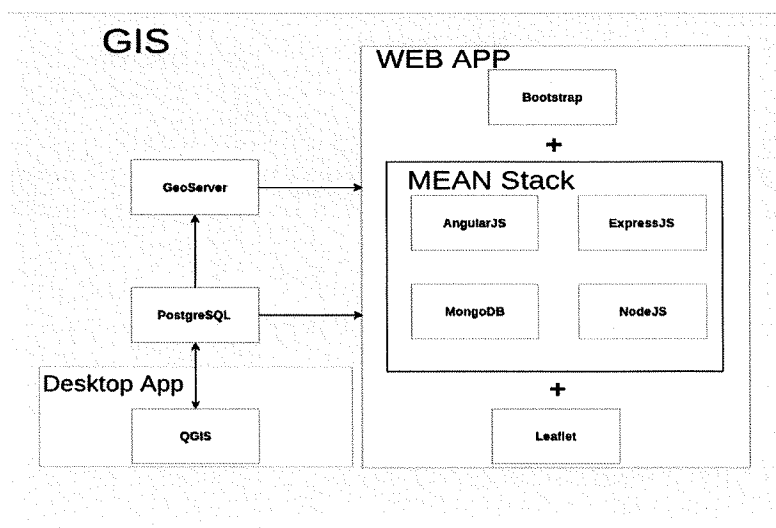 GIS
WEB APP
Bootstrap
+
GeoServer
MEAN Stack
AngularJS
ExpressJS
PostgreSQL
MongoDB
NodeJS
Desktop App
+
QGIS
Leaflet